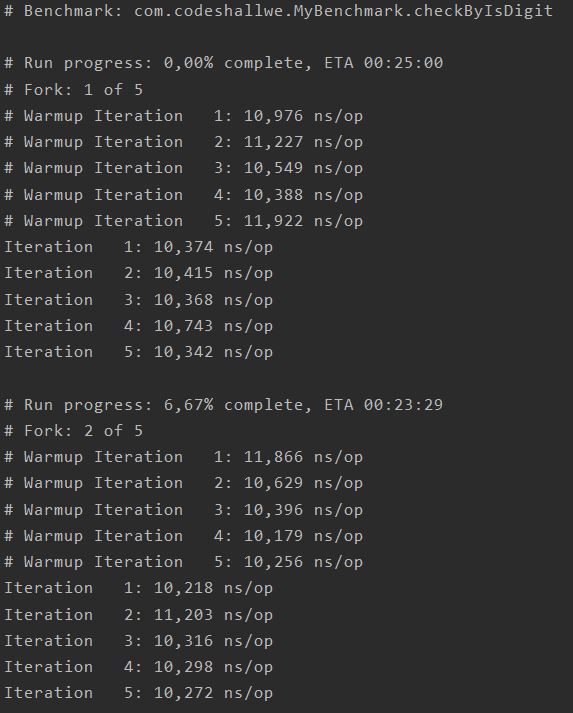 # Benchmark: com.codeshallwe.MyBenchmark.checkByIsDigit
# Run progress: 0,00% complete, ETA 00:25:00
# Fork: 1 of 5
# Warmup Iteration   1: 10,976 ns/op
# Warmup Iteration   2: 11,227 ns/op
# Warmup Iteration   3: 10,549 ns/op
# Warmup Iteration   4: 10,388 ns/op
# Warmup Iteration   5: 11,922 ns/op
Iteration   1: 10,374 ns/op
Iteration   2: 10,415 ns/op
Iteration   3: 10,368 ns/op
Iteration   4: 10,743 ns/op
Iteration   5: 10,342 ns/op
# Run progress: 6,67% complete, ETA 00:23:29
# Fork: 2 of 5
# Warmup Iteration   1: 11,866 ns/op
# Warmup Iteration   2: 10,629 ns/op
# Warmup Iteration   3: 10,396 ns/op
# Warmup Iteration   4: 10,179 ns/op
# Warmup Iteration   5: 10,256 ns/op
Iteration   1: 10,218 ns/op
Iteration   2: 11,203 ns/op
Iteration   3: 10,316 ns/op
Iteration   4: 10,298 ns/op
Iteration   5: 10,272 ns/op